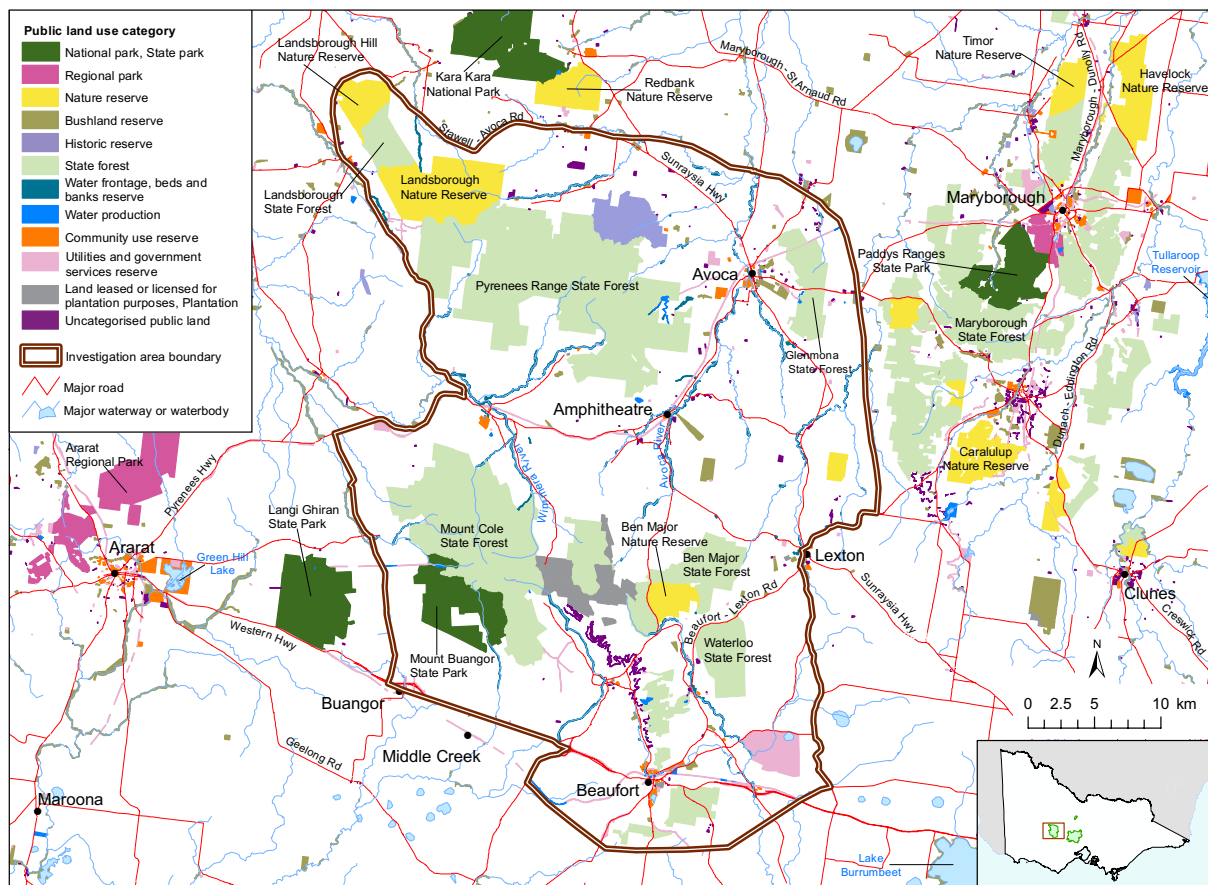 Public land use category
National park, State park
Regional park
Nature reserve
Bushland reserve
Historic reserve
State forest
Water frontage, beds and
banks reserve
Water production
Community use reserve
Utilities and government
services reserve
Land leased or licensed for
plantation purposes, Plantation
Uncategorised public land
Investigation area boundary
Major road
Major waterway or waterbody
Landsborough Hill
Nature Reserve
Kara Kara
National Park
Redbank
Nature Reserve
Maryborough - St Arnaud Rd
Timor
Nature Reserve
Havelock
Nature Reserve
Maryborough - Dunolly Rd
Stawell - Avoca Rd
Sunraysia Hwy
Landsborough
Nature Reserve
Landsborough
State Forest
Maryborough
Paddys Ranges
State Park
Tullaroop
Reservoir
Avoca
Pyrenees Range State Forest
Maryborough
State Forest
Glenmona
State Forest
Dunach - Eddington Rd
Amphitheatre
Avoca River
Wimmera River
Caralulup
Nature Reserve
Ararat
Regional Park
Pyrenees Hwy
Langi Ghiran
State Park
Mount Cole
State Forest
Ben Major
Nature Reserve
Ben Major
State Forest
Lexton
Ararat
Green Hill
Lake
Clunes
Sunraysia Hwy
Beaufort - Lexton Rd
Creswick Rd
Western Hwy
Waterloo
State Forest
Mount Buangor
State Park
N
Buangor
0 2.5 5 10 km
Geelong Rd
Middle Creek
Beaufort
Maroona
Lake
Burrumbeet